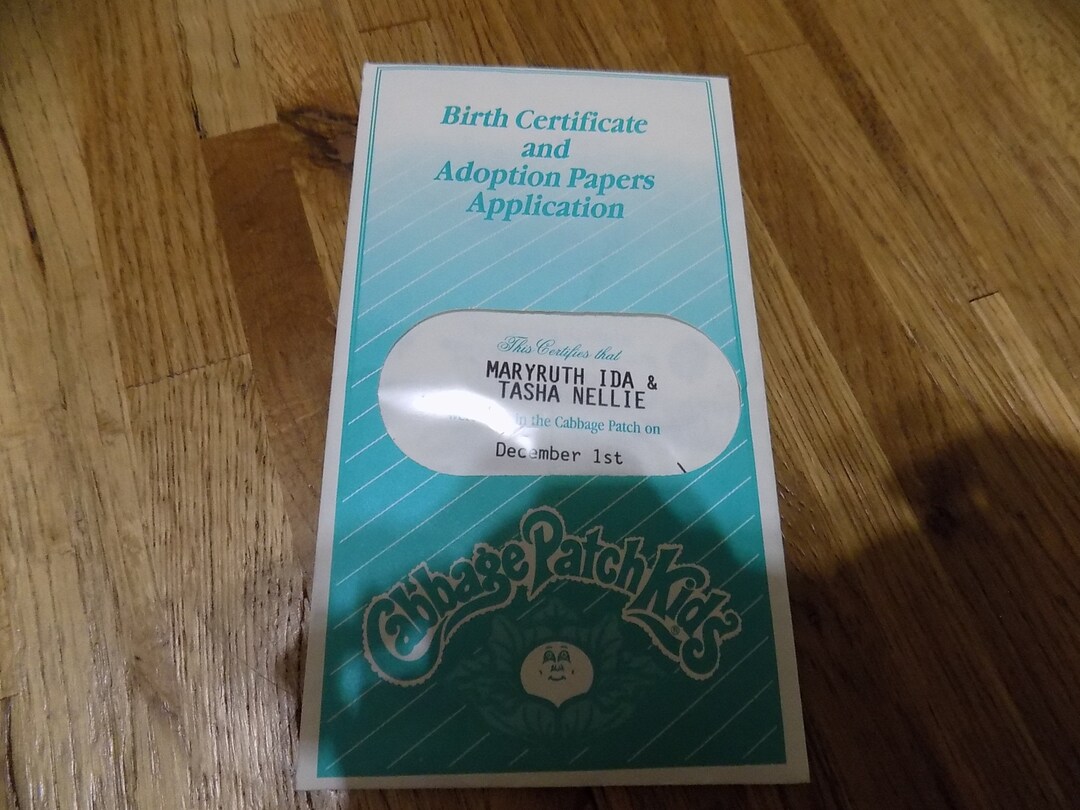 Birth Certificate
and
Adoption Papers
Application
This Certifies that
MARYRUTH IDA &
TASHA NELLIE
in the Cabbage Patch on
December 1st
Cabbage Patch Kids®